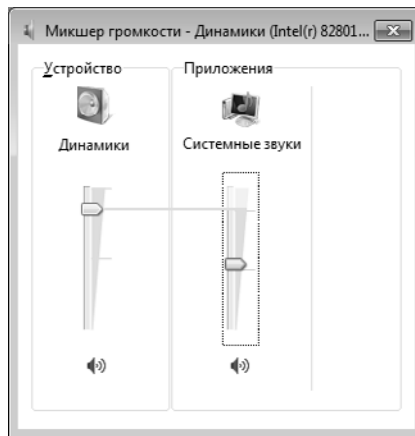 Микшер громкости - Динамики (Intel(r) 82801...
Устройство
Динамики
Приложения
Системные звуки